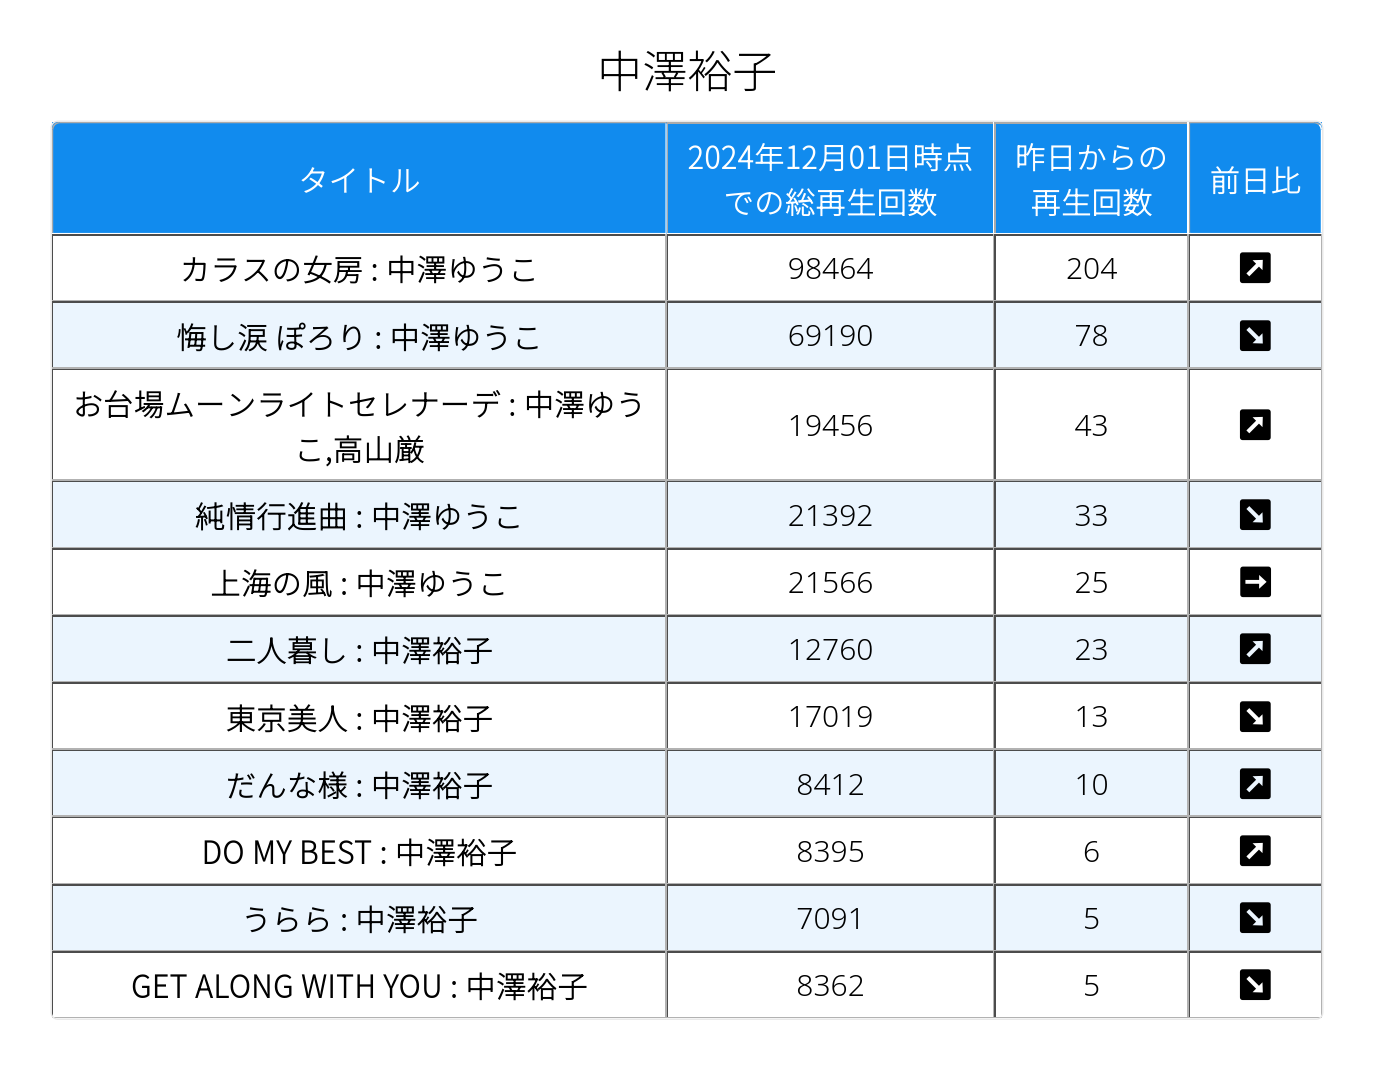 中澤裕子
タイトル
2024年12月01日時点
での総再生回数
昨日からの
再生回数
前日比
カラスの女房 : 中澤ゆうこ 98464 204
悔し涙 ぽろり : 中澤ゆうこ 69190 78
お台場ムーンライトセレナーデ : 中澤ゆう
こ,高山厳 19456 43
純情行進曲 : 中澤ゆうこ 21392 33
上海の風 : 中澤ゆうこ 21566 25
二人暮し : 中澤裕子 12760 23
東京美人 : 中澤裕子 17019 13
だんな様 : 中澤裕子 8412 10
DO MY BEST : 中澤裕子 8395 6
うらら : 中澤裕子 7091 5
GET ALONG WITH YOU : 中澤裕子 8362 5